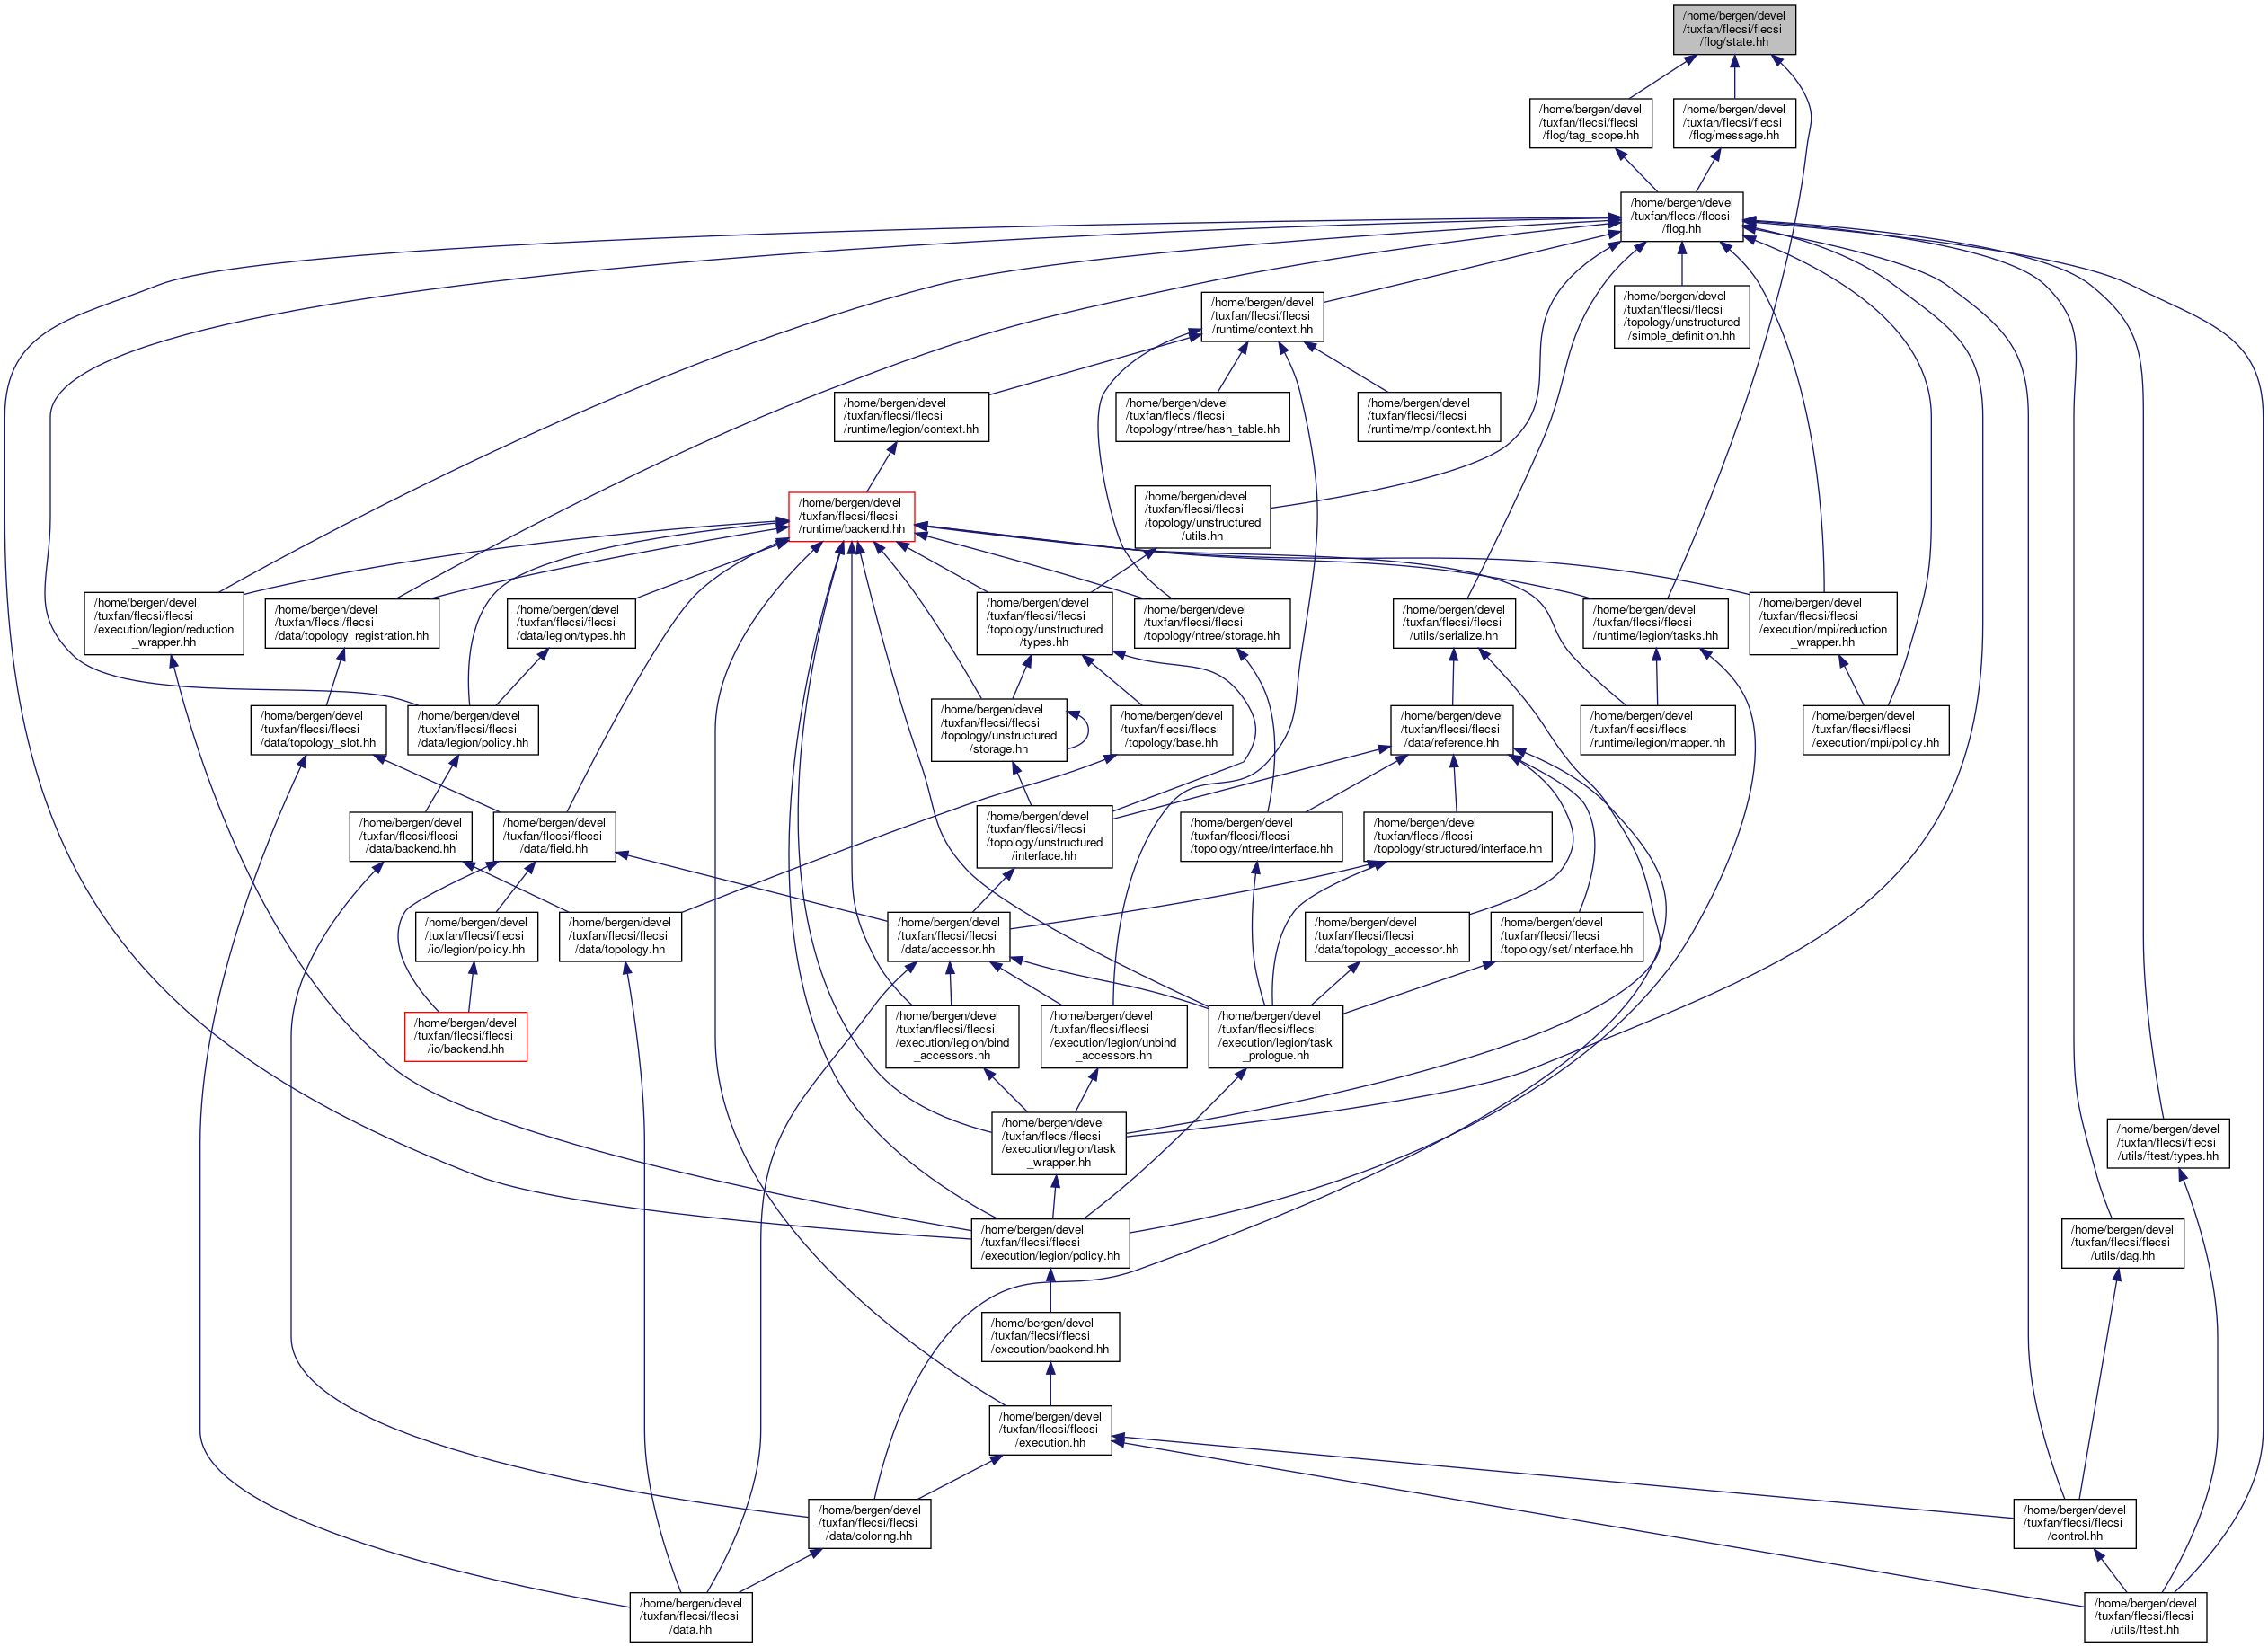 /home/bergen/devel
/tuxfan/flecsi/flecsi
/flog/state.hh
/home/bergen/devel
/tuxfan/flecsi/flecsi
/flog/tag_scope.hh
/home/bergen/devel
/tuxfan/flecsi/flecsi
/flog/message.hh
/home/bergen/devel
/tuxfan/flecsi/flecsi
/flog.hh
/home/bergen/devel
/tuxfan/flecsi/flecsi
/runtime/context.hh
/home/bergen/devel
/tuxfan/flecsi/flecsi
/topology/unstructured
/simple_definition.hh
/home/bergen/devel
/tuxfan/flecsi/flecsi
/runtime/legion/context.hh
/home/bergen/devel
/tuxfan/flecsi/flecsi
/topology/ntree/hash_table.hh
/home/bergen/devel
/tuxfan/flecsi/flecsi
/runtime/mpi/context.hh
/home/bergen/devel
/tuxfan/flecsi/flecsi
/runtime/backend.hh
/home/bergen/devel
/tuxfan/flecsi/flecsi
/topology/unstructured
/utils.hh
/home/bergen/devel
/tuxfan/flecsi/flecsi
/execution/legion/reduction
_wrapper.hh
/home/bergen/devel
/tuxfan/flecsi/flecsi
/data/topology_registration.hh
/home/bergen/devel
/tuxfan/flecsi/flecsi
/data/legion/types.hh
/home/bergen/devel
/tuxfan/flecsi/flecsi
/topology/unstructured
/types.hh
/home/bergen/devel
/tuxfan/flecsi/flecsi
/topology/ntree/storage.hh
/home/bergen/devel
/tuxfan/flecsi/flecsi
/utils/serialize.hh
/home/bergen/devel
/tuxfan/flecsi/flecsi
/runtime/legion/tasks.hh
/home/bergen/devel
/tuxfan/flecsi/flecsi
/execution/mpi/reduction
_wrapper.hh
/home/bergen/devel
/tuxfan/flecsi/flecsi
/data/topology_slot.hh
/home/bergen/devel
/tuxfan/flecsi/flecsi
/data/legion/policy.hh
/home/bergen/devel
/tuxfan/flecsi/flecsi
/topology/unstructured
/storage.hh
/home/bergen/devel
/tuxfan/flecsi/flecsi
/topology/base.hh
/home/bergen/devel
/tuxfan/flecsi/flecsi
/data/reference.hh
/home/bergen/devel
/tuxfan/flecsi/flecsi
/runtime/legion/mapper.hh
/home/bergen/devel
/tuxfan/flecsi/flecsi
/execution/mpi/policy.hh
/home/bergen/devel
/tuxfan/flecsi/flecsi
/data/backend.hh
/home/bergen/devel
/tuxfan/flecsi/flecsi
/data/field.hh
/home/bergen/devel
/tuxfan/flecsi/flecsi
/topology/unstructured
/interface.hh
/home/bergen/devel
/tuxfan/flecsi/flecsi
/topology/ntree/interface.hh
/home/bergen/devel
/tuxfan/flecsi/flecsi
/topology/structured/interface.hh
/home/bergen/devel
/tuxfan/flecsi/flecsi
/io/legion/policy.hh
/home/bergen/devel
/tuxfan/flecsi/flecsi
/data/topology.hh
/home/bergen/devel
/tuxfan/flecsi/flecsi
/data/accessor.hh
/home/bergen/devel
/tuxfan/flecsi/flecsi
/data/topology_accessor.hh
/home/bergen/devel
/tuxfan/flecsi/flecsi
/topology/set/interface.hh
/home/bergen/devel
/tuxfan/flecsi/flecsi
/io/backend.hh
/home/bergen/devel
/tuxfan/flecsi/flecsi
/execution/legion/bind
_accessors.hh
/home/bergen/devel
/tuxfan/flecsi/flecsi
/execution/legion/unbind
_accessors.hh
/home/bergen/devel
/tuxfan/flecsi/flecsi
/execution/legion/task
_prologue.hh
/home/bergen/devel
/tuxfan/flecsi/flecsi
/execution/legion/task
_wrapper.hh
/home/bergen/devel
/tuxfan/flecsi/flecsi
/utils/ftest/types.hh
/home/bergen/devel
/tuxfan/flecsi/flecsi
/execution/legion/policy.hh
/home/bergen/devel
/tuxfan/flecsi/flecsi
/utils/dag.hh
/home/bergen/devel
/tuxfan/flecsi/flecsi
/execution/backend.hh
/home/bergen/devel
/tuxfan/flecsi/flecsi
/execution.hh
/home/bergen/devel
/tuxfan/flecsi/flecsi
/data/coloring.hh
/home/bergen/devel
/tuxfan/flecsi/flecsi
/control.hh
/home/bergen/devel
/tuxfan/flecsi/flecsi
/data.hh
/home/bergen/devel
/tuxfan/flecsi/flecsi
/utils/ftest.hh